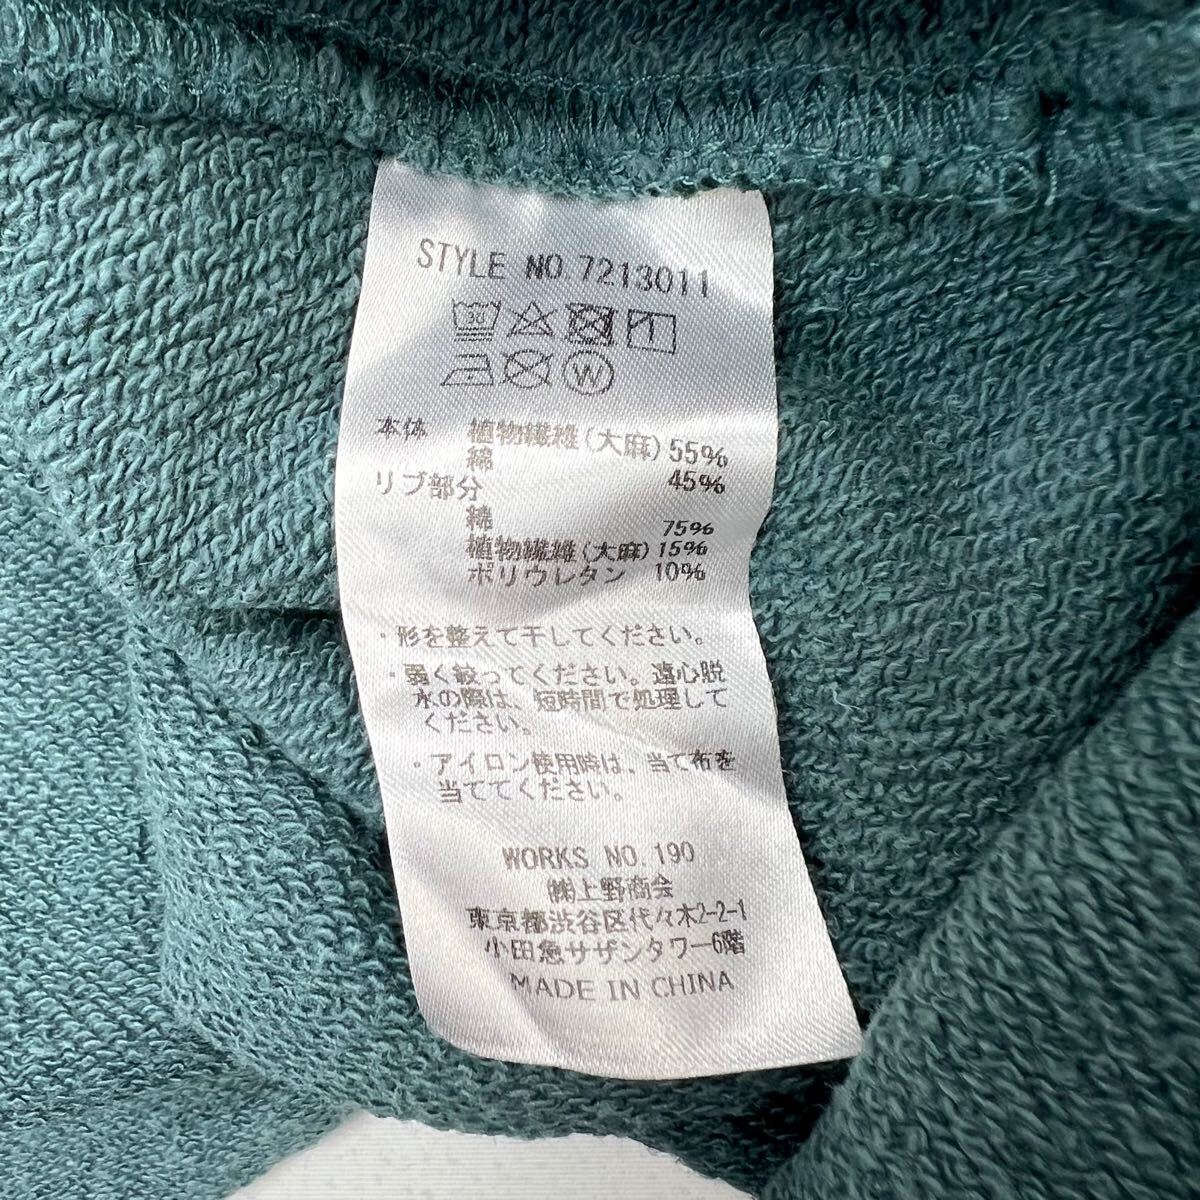 STYLE NO.7213011
30
W
本体 植物繊維(大麻) 55%
綿 45%
リブ部分
綿 75%
植物繊維(大麻) 15%
ポリウレタン 10%
・形を整えて干してください。
・弱く絞ってください。遠心脱
水の際は、短時間で処理して
ください。
・アイロン使用時は、当て布を
当ててください。
WORKS NO.190
㈱上野商会
東京都渋谷区代々木2-2-1
小田急サザンタワー6階
MADE IN CHINA